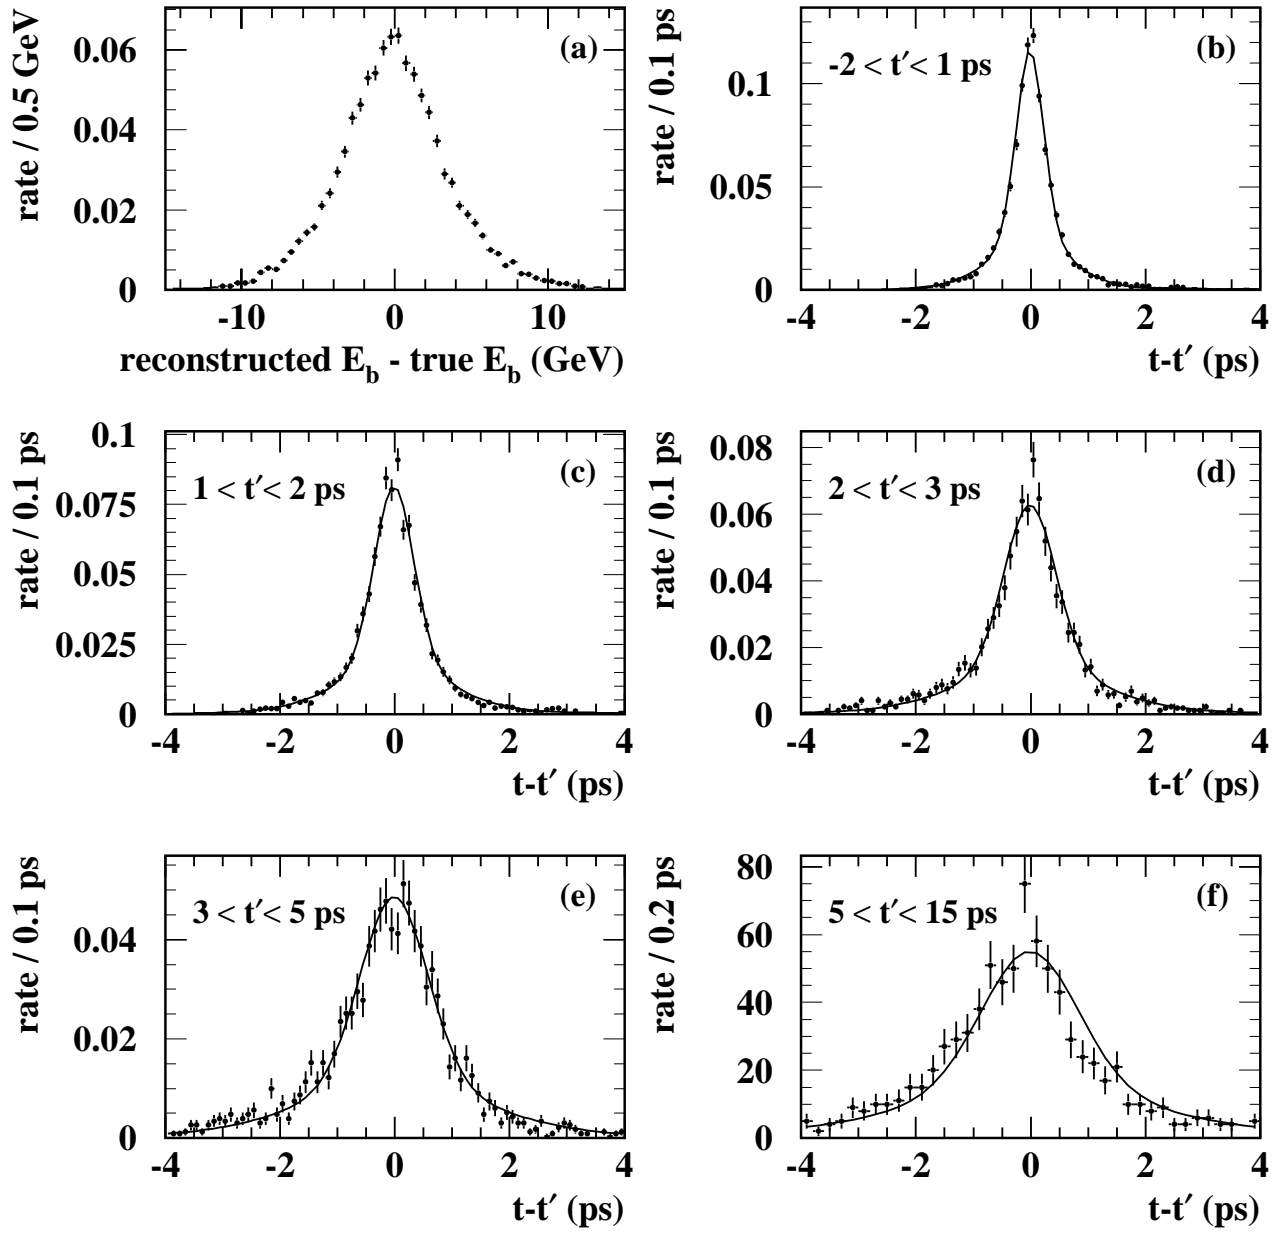 rate / 0.5 GeV
0.06
0.04
0.02
0
(a)
-10 0 10
reconstructed E_b - true E_b (GeV)
rate / 0.1 ps
0.1
0.05
0
-2 < t′< 1 ps
(b)
-4 -2 0 2 4
t-t′ (ps)
rate / 0.1 ps
0.1
0.075
0.05
0.025
0
1 < t′< 2 ps
(c)
-4 -2 0 2 4
t-t′ (ps)
rate / 0.1 ps
0.08
0.06
0.04
0.02
0
2 < t′< 3 ps
(d)
-4 -2 0 2 4
t-t′ (ps)
rate / 0.1 ps
0.04
0.02
0
3 < t′< 5 ps
(e)
-4 -2 0 2 4
t-t′ (ps)
rate / 0.2 ps
80
60
40
20
0
5 < t′< 15 ps
(f)
-4 -2 0 2 4
t-t′ (ps)